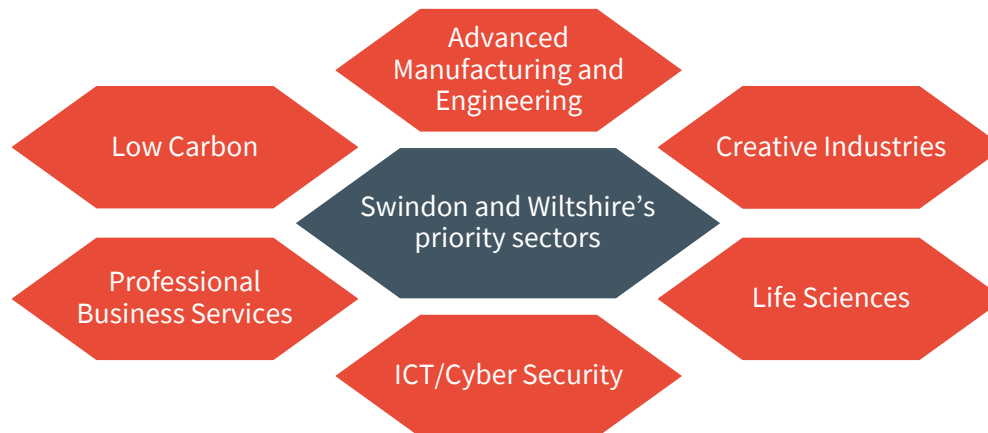 Advanced
Manufacturing and
Engineering
Low Carbon
Creative Industries
Swindon and Wiltshire’s
priority sectors
Professional
Business Services
Life Sciences
ICT/Cyber Security